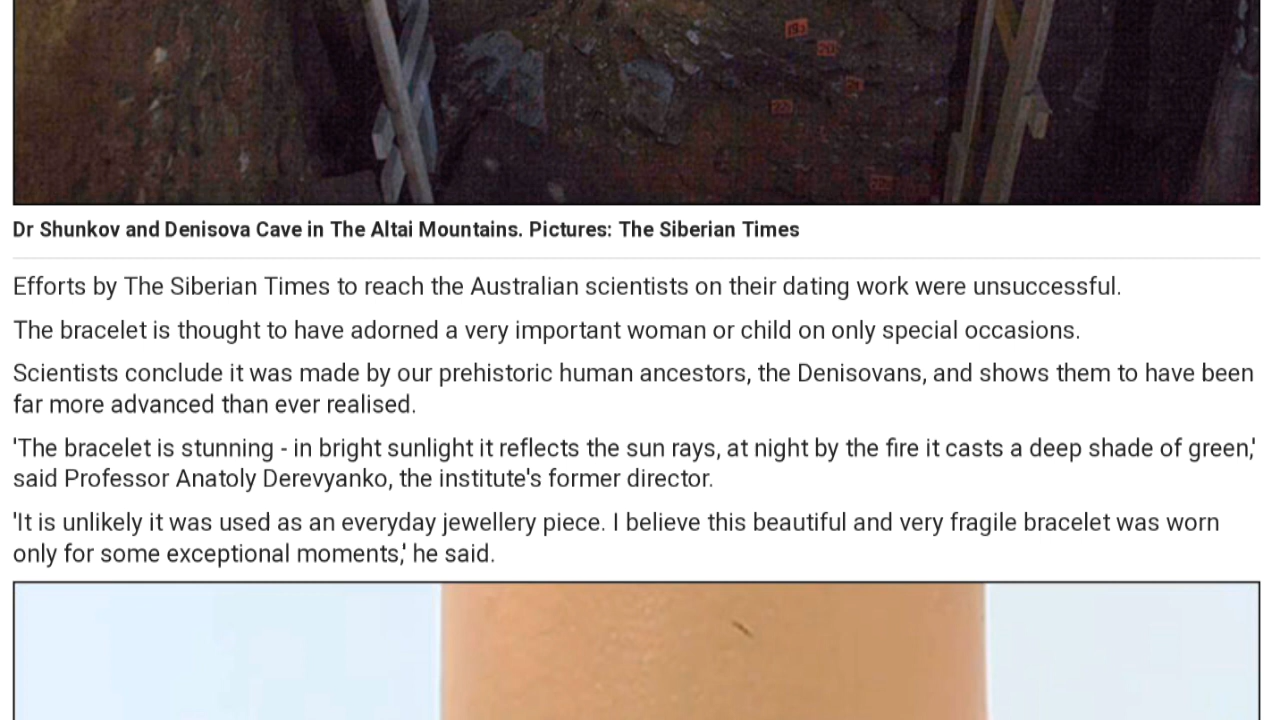 Dr Shunkov and Denisova Cave in The Altai Mountains. Pictures: The Siberian Times
Efforts by The Siberian Times to reach the Australian scientists on their dating work were unsuccessful.
The bracelet is thought to have adorned a very important woman or child on only special occasions.
Scientists conclude it was made by our prehistoric human ancestors, the Denisovans, and shows them to have been
far more advanced than ever realised.
'The bracelet is stunning - in bright sunlight it reflects the sun rays, at night by the fire it casts a deep shade of green,'
said Professor Anatoly Derevyanko, the institute's former director.
'It is unlikely it was used as an everyday jewellery piece. I believe this beautiful and very fragile bracelet was worn
only for some exceptional moments,' he said.